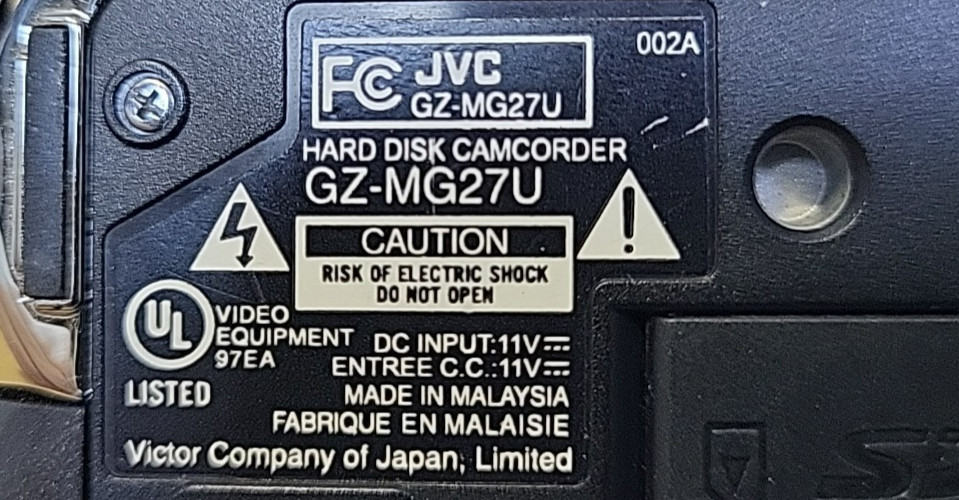 002A
FC JVC
GZ-MG27U
HARD DISK CAMCORDER
GZ-MG27U
CAUTION
RISK OF ELECTRIC SHOCK
DO NOT OPEN
UL
LISTED
VIDEO
EQUIPMENT
97EA
DC INPUT:11V⎓
ENTREE C.C.:11V⎓
MADE IN MALAYSIA
FABRIQUE EN MALAISIE
Victor Company of Japan, Limited